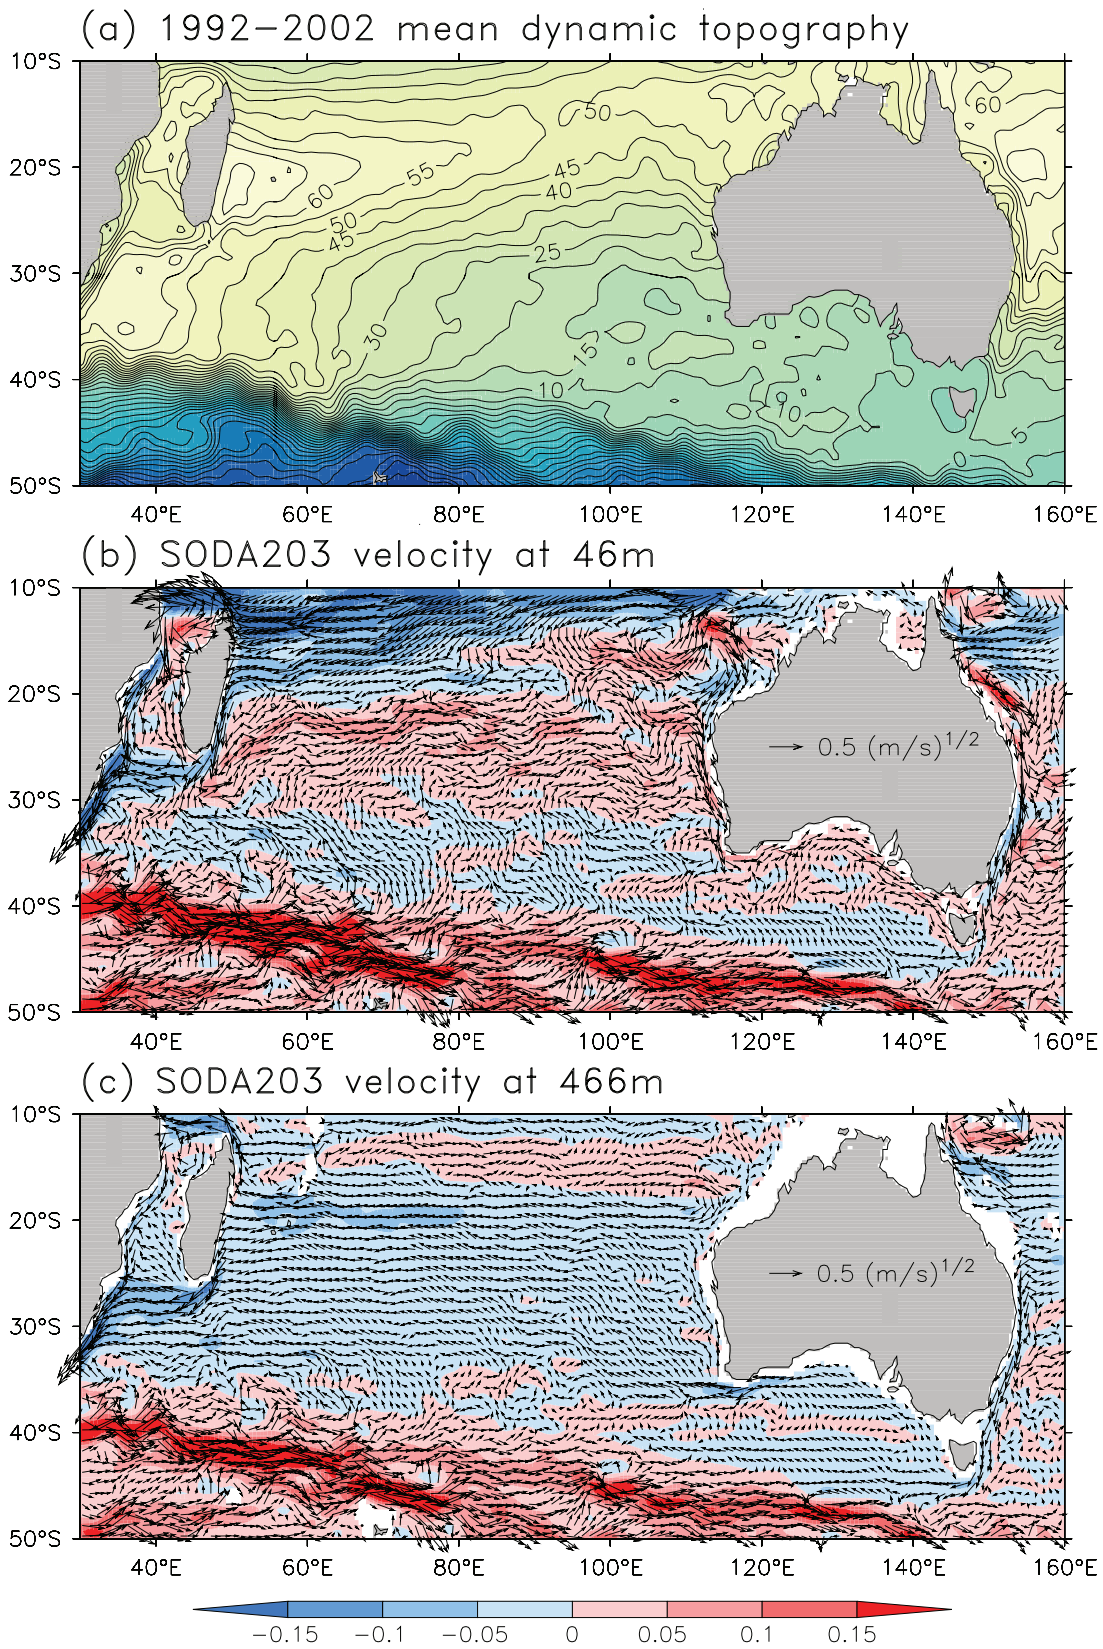 (a) 1992−2002 mean dynamic topography
10°S
20°S
30°S
40°S
50°S
40°E 60°E 80°E 100°E 120°E 140°E 160°E
50
60
55
45
40
60
50
45
25
30
15
10
10
5
(b) SODA203 velocity at 46m
10°S
20°S
30°S
40°S
50°S
0.5 (m/s)1/2
40°E 60°E 80°E 100°E 120°E 140°E 160°E
(c) SODA203 velocity at 466m
10°S
20°S
30°S
40°S
50°S
0.5 (m/s)1/2
40°E 60°E 80°E 100°E 120°E 140°E 160°E
−0.15 −0.1 −0.05 0 0.05 0.1 0.15